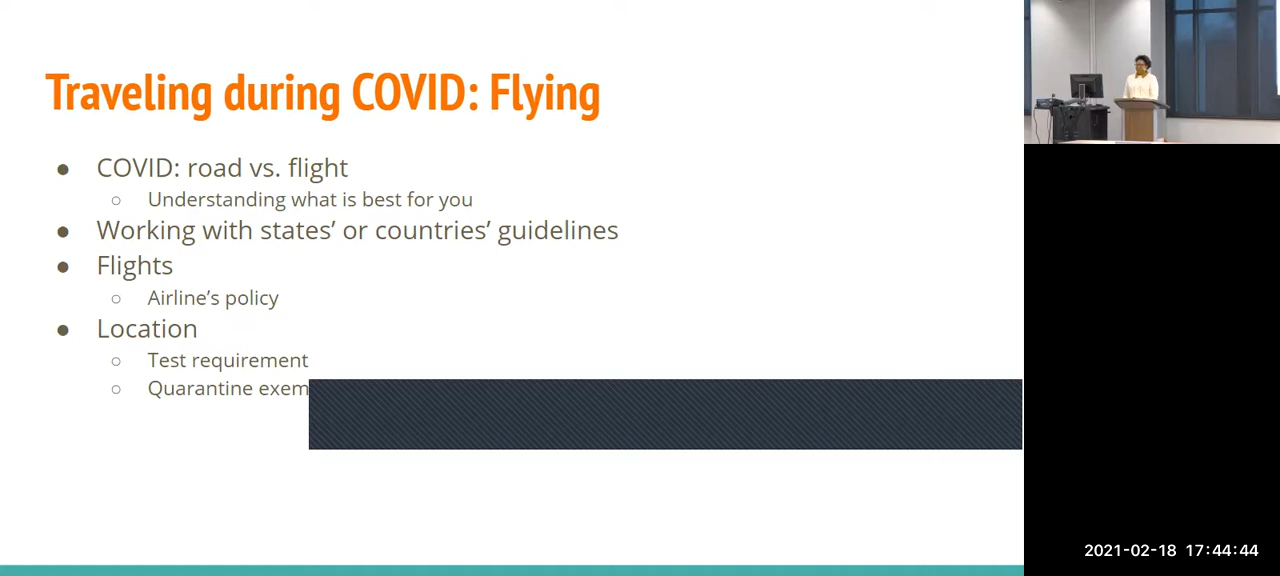 Traveling during COVID: Flying
● COVID: road vs. flight
○ Understanding what is best for you
● Working with states’ or countries’ guidelines
● Flights
○ Airline’s policy
● Location
○ Test requirement
○ Quarantine exem
2021-02-18 17:44:44